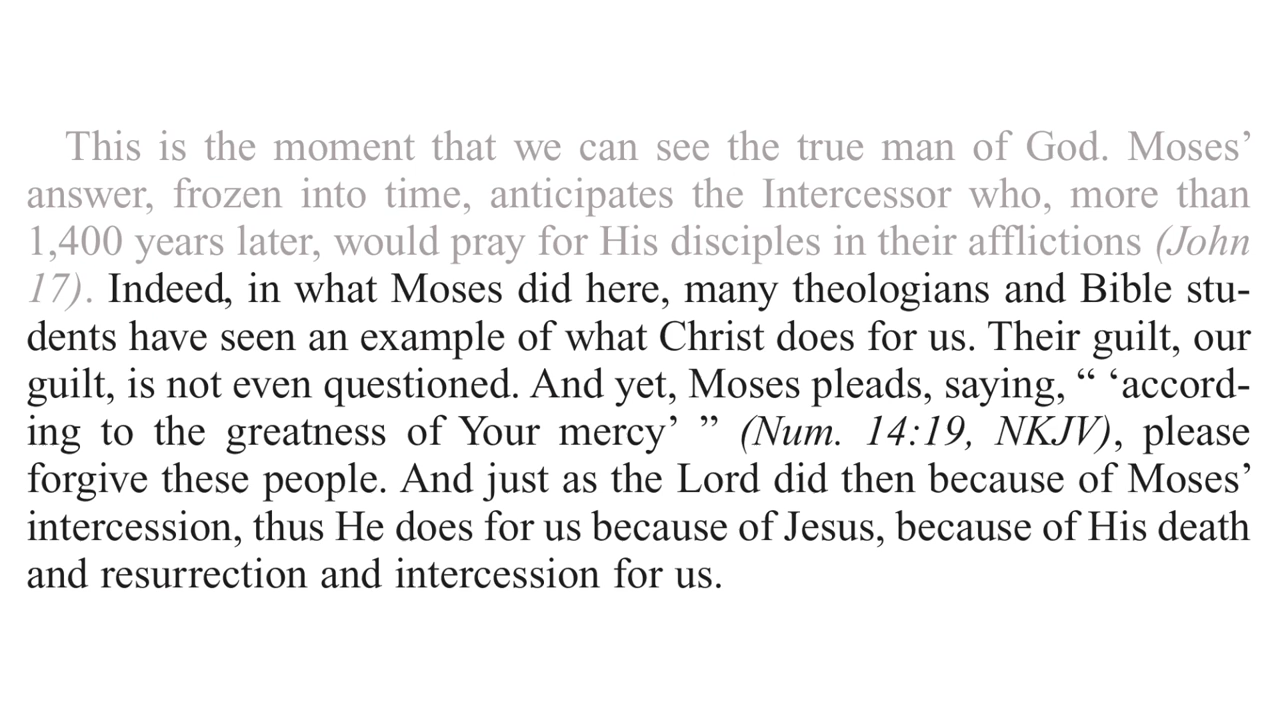 This is the moment that we can see the true man of God. Moses’
answer, frozen into time, anticipates the Intercessor who, more than
1,400 years later, would pray for His disciples in their afflictions (John
17). Indeed, in what Moses did here, many theologians and Bible stu-
dents have seen an example of what Christ does for us. Their guilt, our
guilt, is not even questioned. And yet, Moses pleads, saying, “ ‘accord-
ing to the greatness of Your mercy’ ” (Num. 14:19, NKJV), please
forgive these people. And just as the Lord did then because of Moses’
intercession, thus He does for us because of Jesus, because of His death
and resurrection and intercession for us.